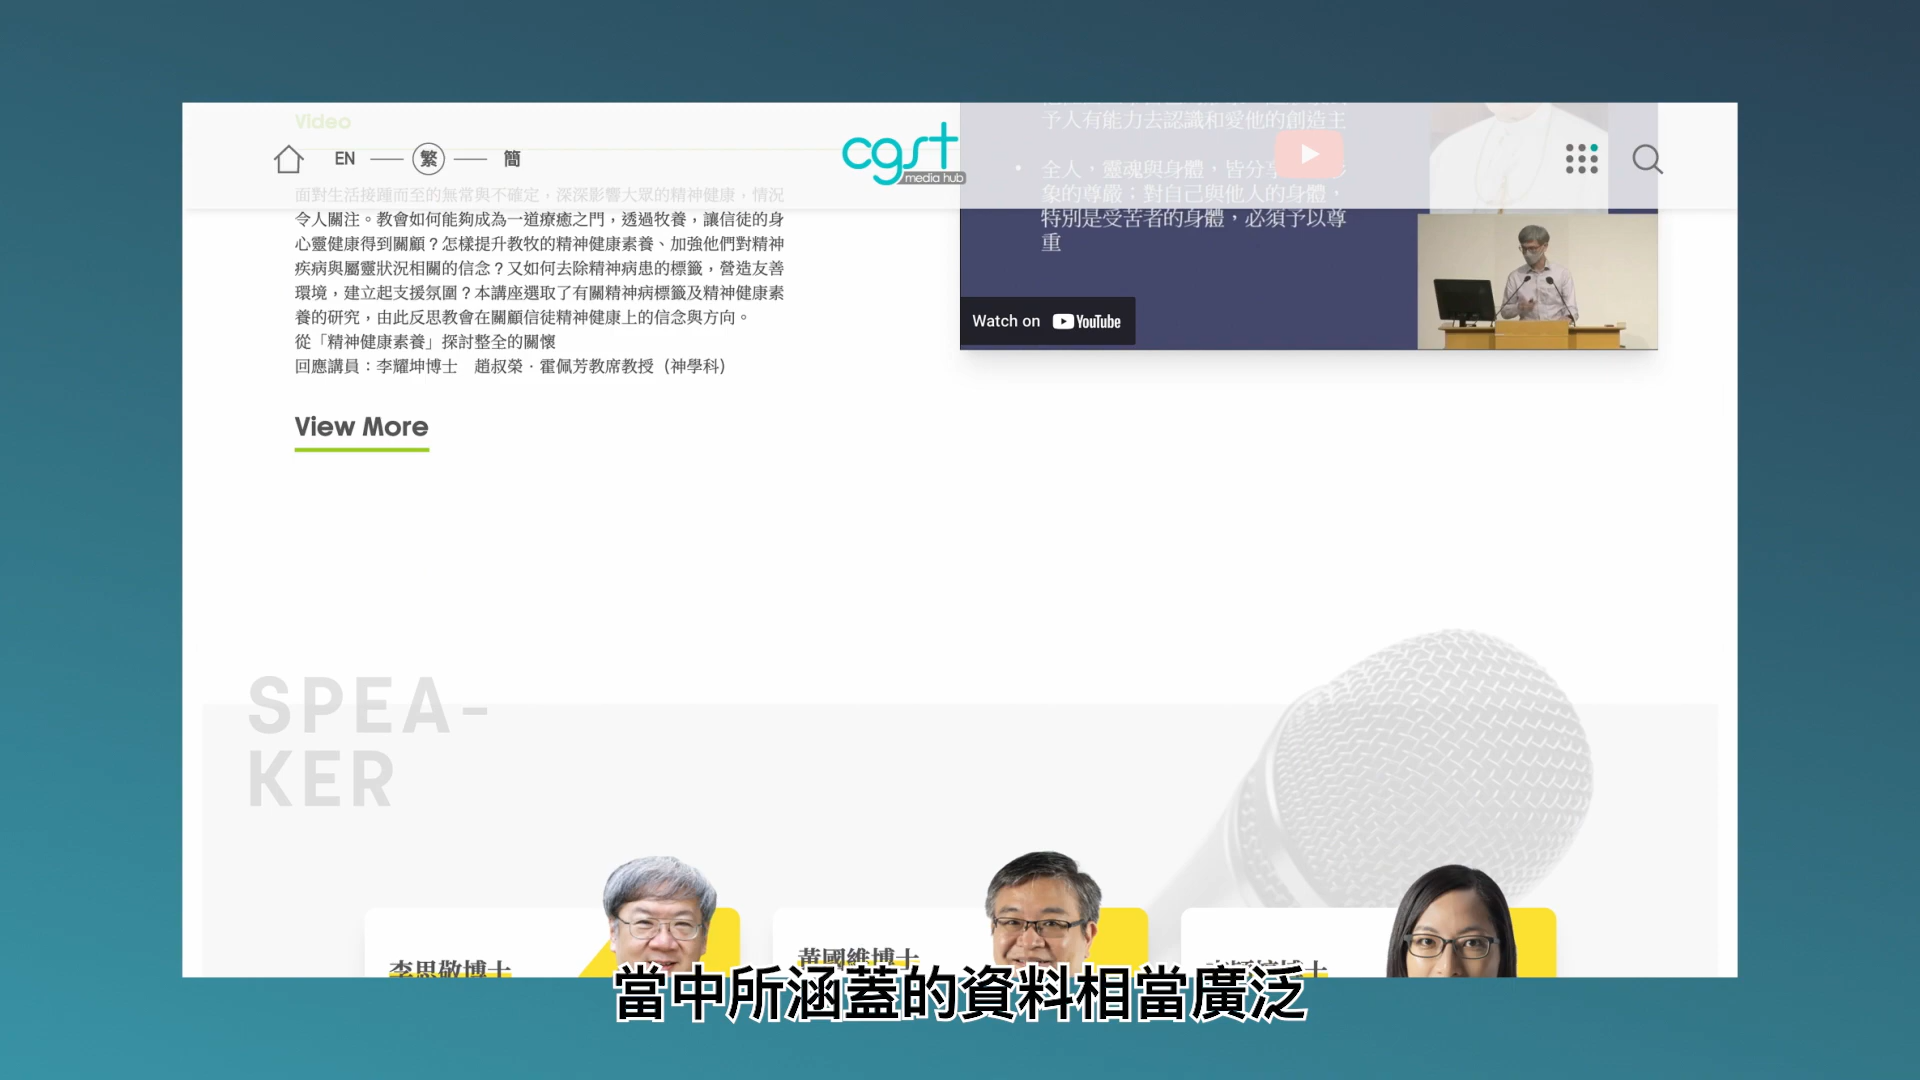 Video
EN
繁
簡
cgst
media hub
面對生活接踵而至的無常與不確定，深深影響大眾的精神健康，情況
令人關注。教會如何能夠成為一道療癒之門，透過牧養，讓信徒的身
心靈健康得到關顧？怎樣提升教牧的精神健康素養、加強他們對精神
疾病與屬靈狀況相關的信念？又如何去除精神病患的標籤，營造友善
環境，建立起支援氛圍？本講座選取了有關精神病標籤及精神健康素
養的研究，由此反思教會在關顧信徒精神健康上的信念與方向。
從「精神健康素養」探討整全的關懷
回應講員：李耀坤博士　趙叔榮．霍佩芳教席教授（神學科）
View More
予人有能力去認識和愛他的創造主
• 全人，靈魂與身體，皆分享
象的尊嚴；對自己與他人的身體，
特別是受苦者的身體，必須予以尊
重
Watch on YouTube
SPEA-
KER
李思敬博士
黃國維博士
當中所涵蓋的資料相當廣泛